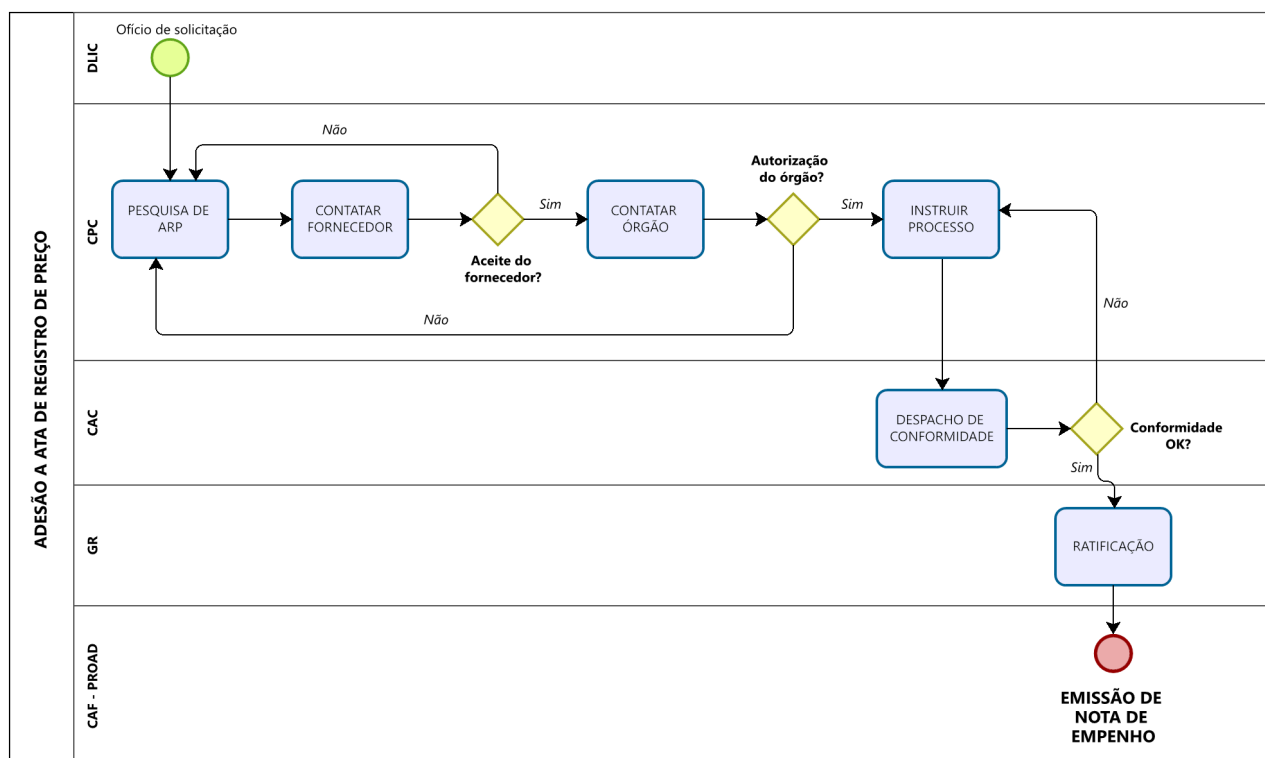 ADESÃO A ATA DE REGISTRO DE PREÇO
DLIC
Ofício de solicitação
CPC
Não
PESQUISA DE
ARP
CONTATAR
FORNECEDOR
Aceite do
fornecedor?
Sim
CONTATAR
ÓRGÃO
Autorização
do órgão?
Sim
INSTRUIR
PROCESSO
Não
Não
CAC
DESPACHO DE
CONFORMIDADE
Conformidade
OK?
Sim
GR
RATIFICAÇÃO
CAF - PROAD
EMISSÃO DE
NOTA DE
EMPENHO